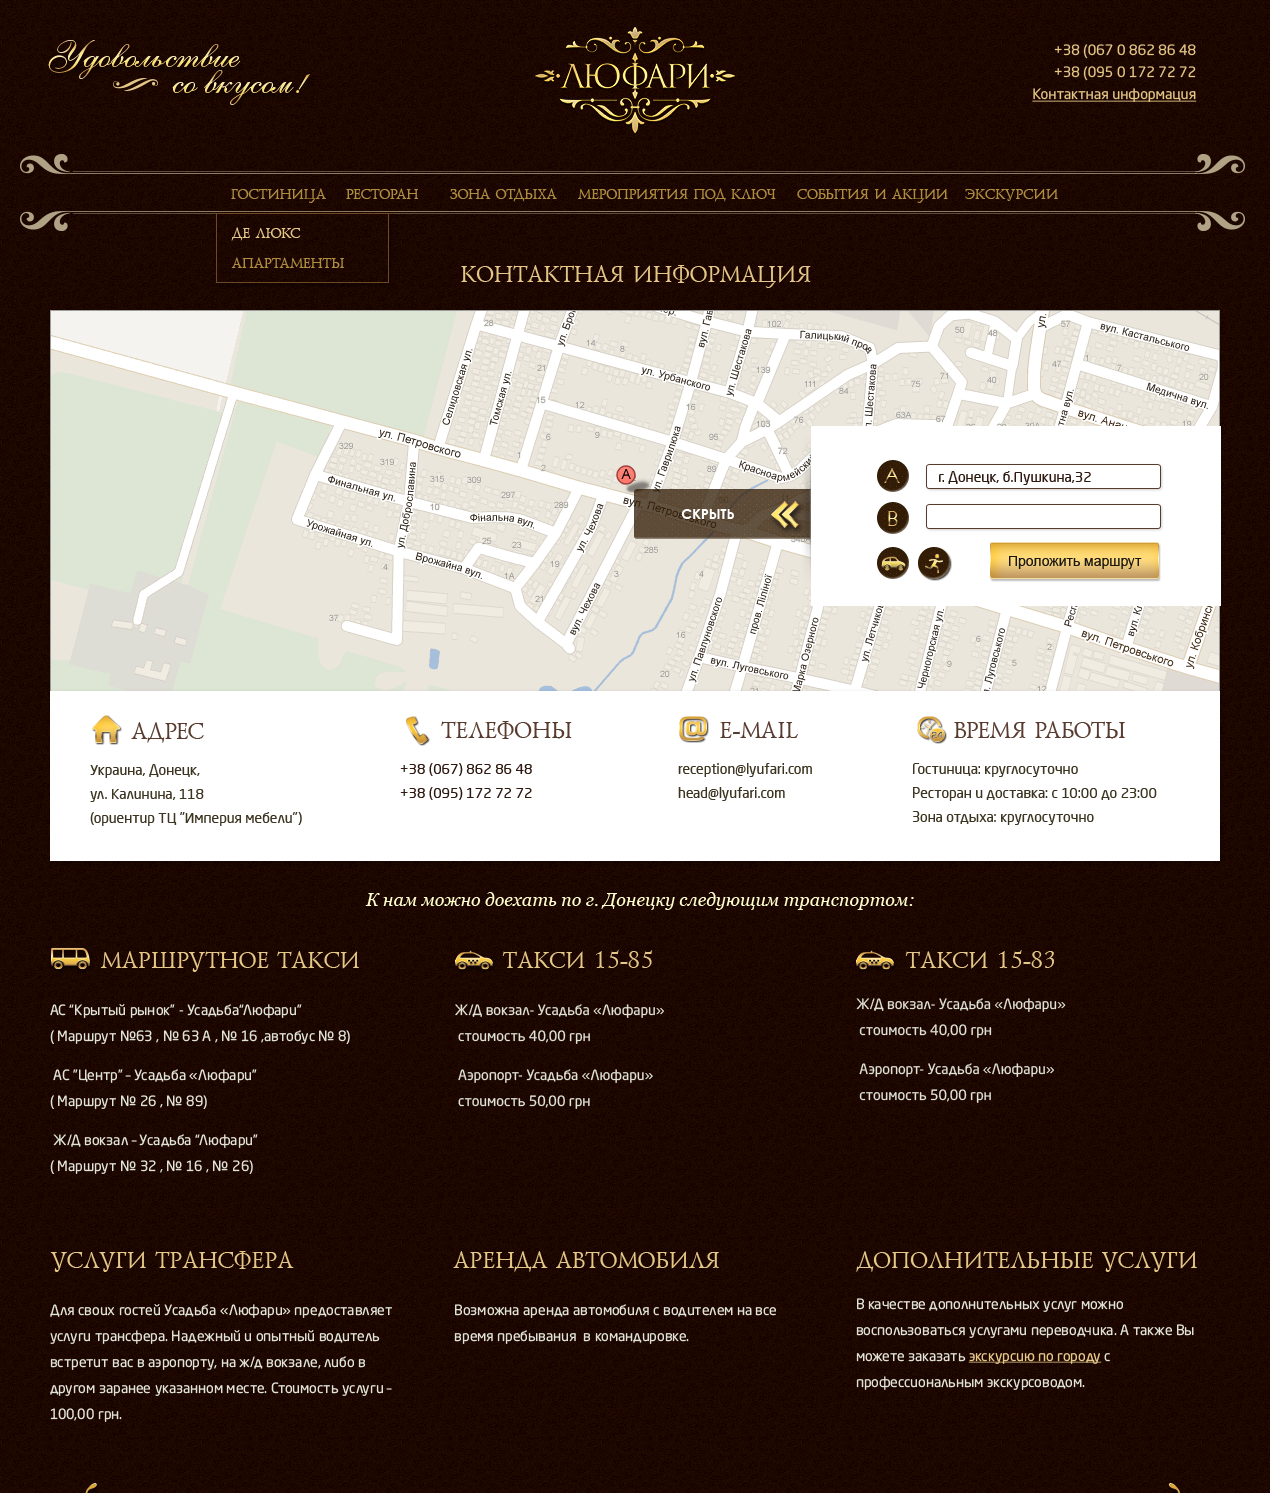 Удовольствие
со вкусом!
ЛЮФАРИ
+38 (067 0 862 86 48
+38 (095 0 172 72 72
Контактная информация
ГОСТИНИЦА РЕСТОРАН ЗОНА ОТДЫХА МЕРОПРИЯТИЯ ПОД КЛЮЧ СОБЫТИЯ И АКЦИИ ЭКСКУРСИИ
ДЕ ЛЮКС
АПАРТАМЕНТЫ
КОНТАКТНАЯ ИНФОРМАЦИЯ
Селидовская ул.
Томская ул.
ул. Урбанского
ул. Шестакова
Галицький пров
вул. Кастальського
Медична вул.
ул. Петровского
ул. Гаврилюка
Красноармейский
Финальная ул.
Фінальна вул.
ул. Доброславина
Урожайная ул.
Врожайна вул.
ул. Чехова
вул. Чехова
пров. Ліліної
ул. Павлуновского
вул. Луговського
Марка Озерного
ул. Летчиков
Черногорская ул.
. Луговського
вул. Петровського
A
СКРЫТЬ
A
г. Донецк, б.Пушкина,32
B
Проложить маршрут
АДРЕС
Украина, Донецк,
ул. Калинина, 118
(ориентир ТЦ "Империя мебели")
ТЕЛЕФОНЫ
+38 (067) 862 86 48
+38 (095) 172 72 72
E-MAIL
reception@lyufari.com
head@lyufari.com
ВРЕМЯ РАБОТЫ
Гостиница: круглосуточно
Ресторан и доставка: с 10:00 до 23:00
Зона отдыха: круглосуточно
К нам можно доехать по г. Донецку следующим транспортом:
МАРШРУТНОЕ ТАКСИ
АС "Крытый рынок" - Усадьба"Люфари"
( Маршрут №63 , № 63 А , № 16 ,автобус № 8)
АС "Центр" – Усадьба «Люфари"
( Маршрут № 26 , № 89)
Ж/Д вокзал – Усадьба "Люфари"
( Маршрут № 32 , № 16 , № 26)
ТАКСИ 15-85
Ж/Д вокзал- Усадьба «Люфари»
стоимость 40,00 грн
Аэропорт- Усадьба «Люфари»
стоимость 50,00 грн
ТАКСИ 15-83
Ж/Д вокзал- Усадьба «Люфари»
стоимость 40,00 грн
Аэропорт- Усадьба «Люфари»
стоимость 50,00 грн
УСЛУГИ ТРАНСФЕРА
Для своих гостей Усадьба «Люфари» предоставляет
услуги трансфера. Надежный и опытный водитель
встретит вас в аэропорту, на ж/д вокзале, либо в
другом заранее указанном месте. Стоимость услуги –
100,00 грн.
АРЕНДА АВТОМОБИЛЯ
Возможна аренда автомобиля с водителем на все
время пребывания в командировке.
ДОПОЛНИТЕЛЬНЫЕ УСЛУГИ
В качестве дополнительных услуг можно
воспользоваться услугами переводчика. А также Вы
можете заказать экскурсию по городу с
профессиональным экскурсоводом.